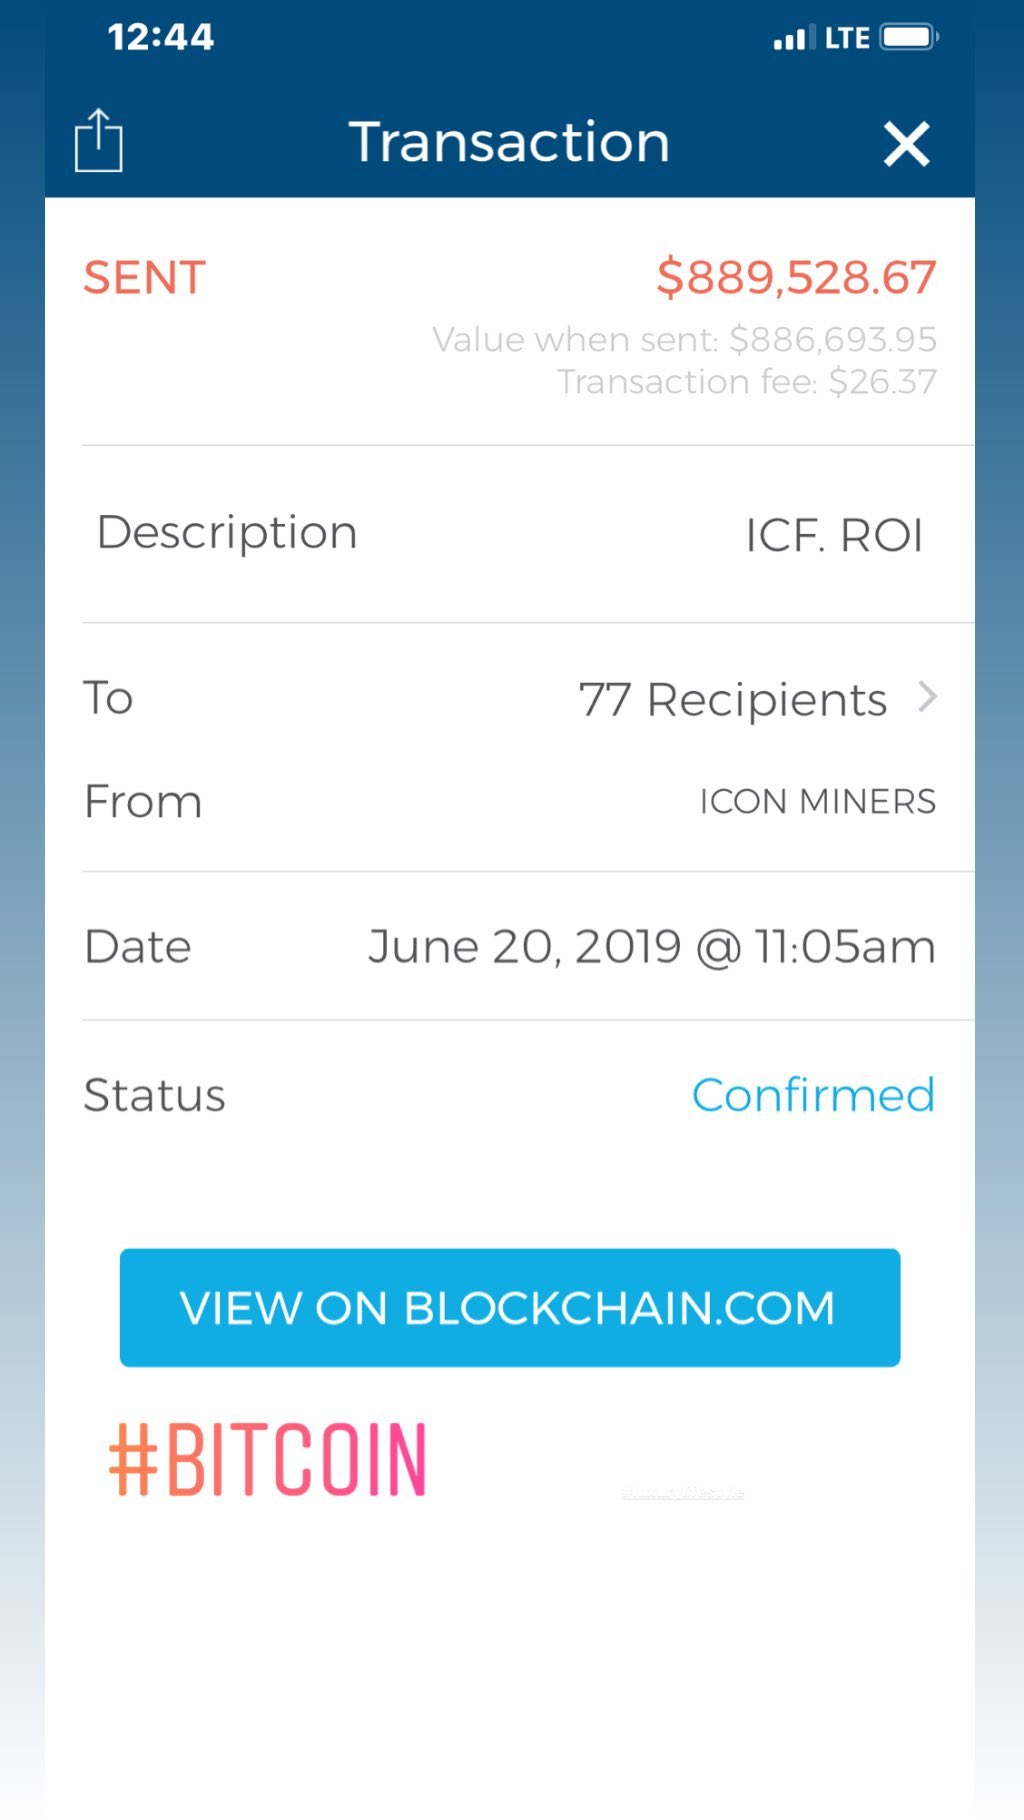 12:44 LTE
Transaction
SENT $889,528.67
Value when sent: $886,693.95
Transaction fee: $26.37
Description ICF. ROI
To 77 Recipients
From ICON MINERS
Date June 20, 2019 @ 11:05am
Status Confirmed
VIEW ON BLOCKCHAIN.COM
#BITCOIN